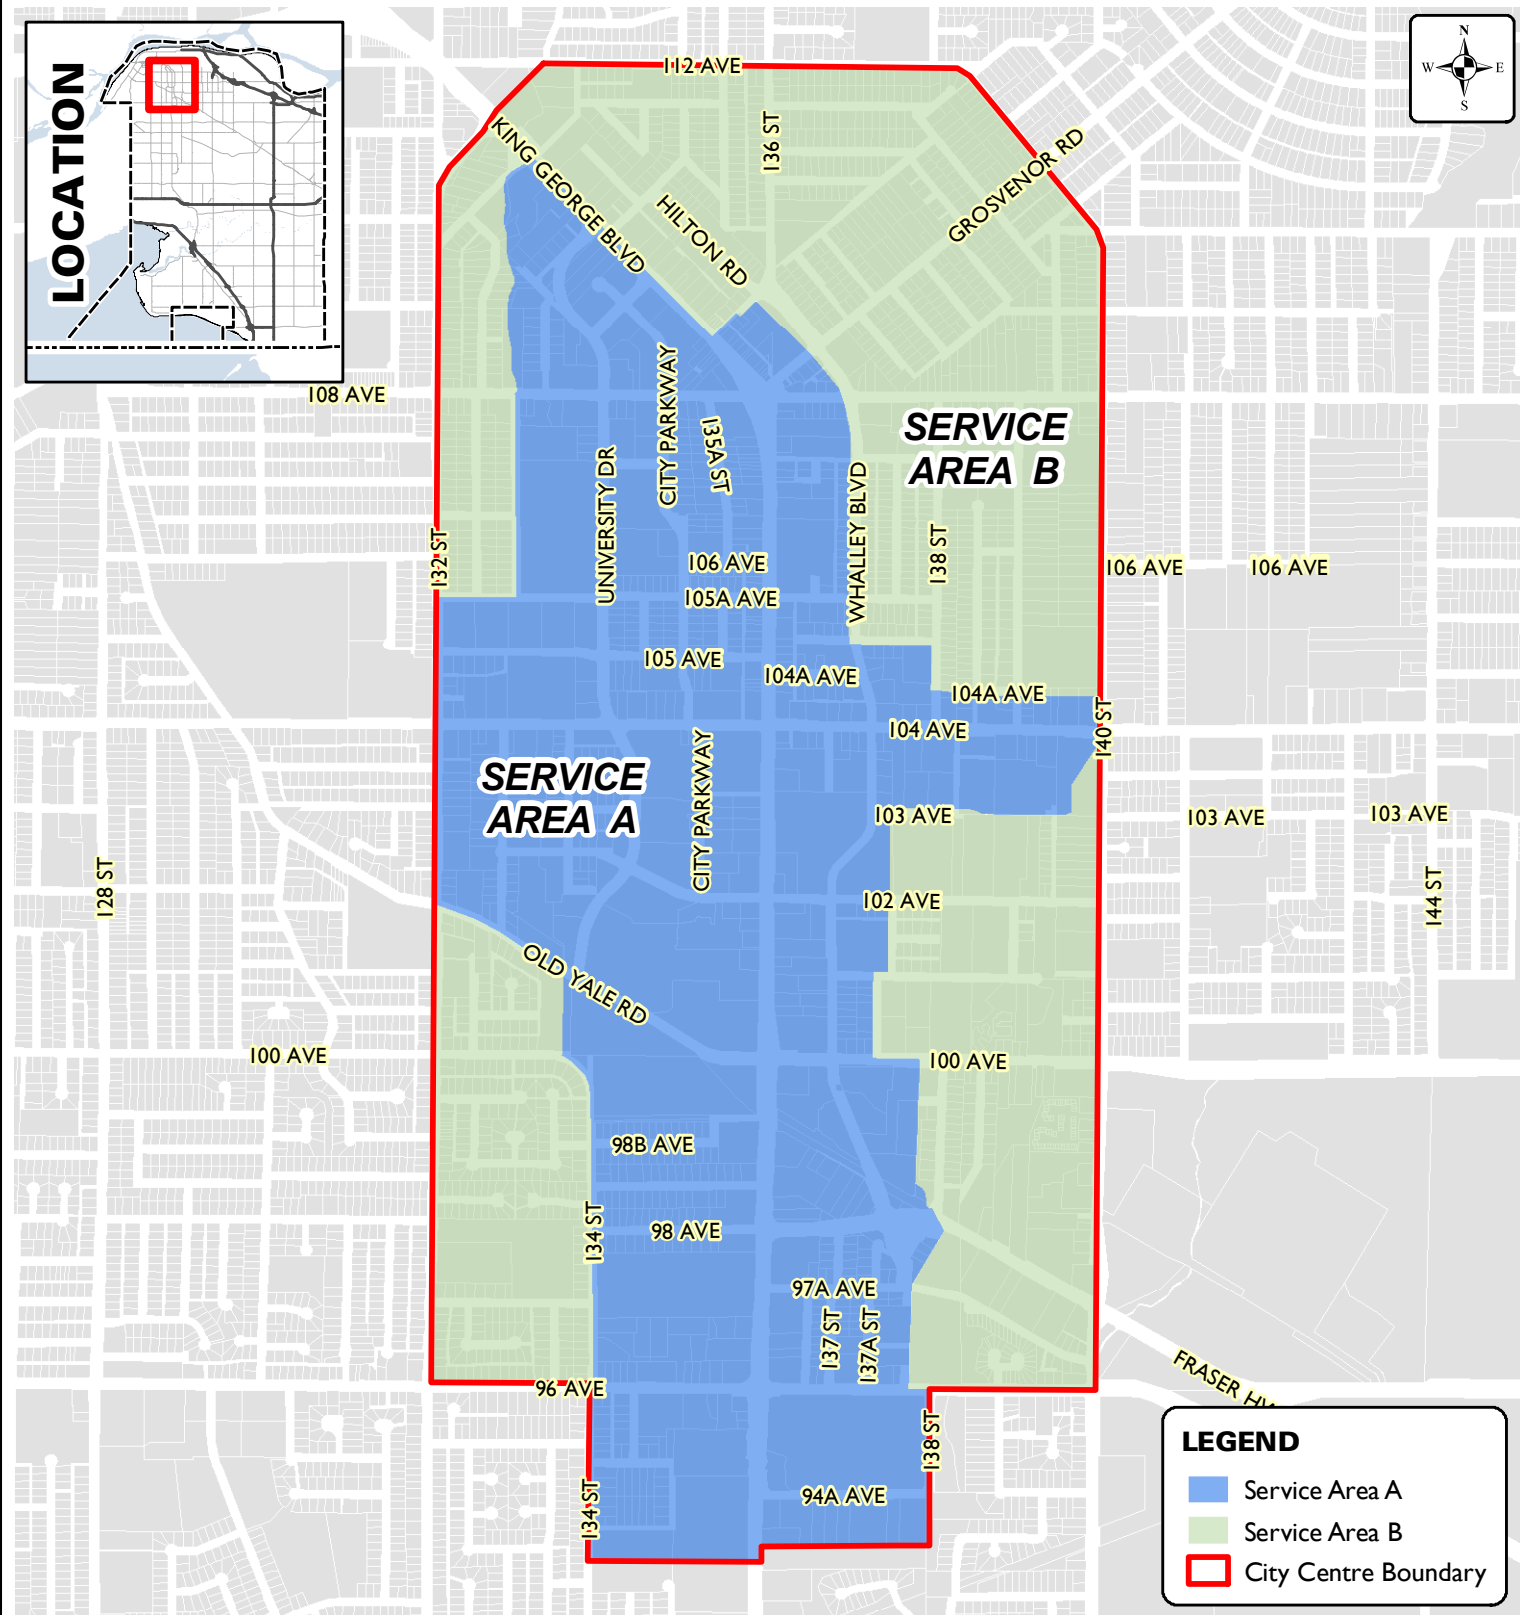 LOCATION
N
W E
S
112 AVE
136 ST
KING GEORGE BLVD
HILTON RD
GROSVENOR RD
108 AVE
CITY PARKWAY
135A ST
UNIVERSITY DR
SERVICE
AREA B
WHALLEY BLVD
138 ST
132 ST
106 AVE
106 AVE
106 AVE
105A AVE
105 AVE
104A AVE
104A AVE
104 AVE
140 ST
CITY PARKWAY
SERVICE
AREA A
103 AVE
103 AVE
103 AVE
128 ST
102 AVE
144 ST
OLD YALE RD
100 AVE
100 AVE
98B AVE
134 ST
98 AVE
97A AVE
137 ST
137A ST
96 AVE
FRASER
138 ST
134 ST
94A AVE
LEGEND
Service Area A
Service Area B
City Centre Boundary